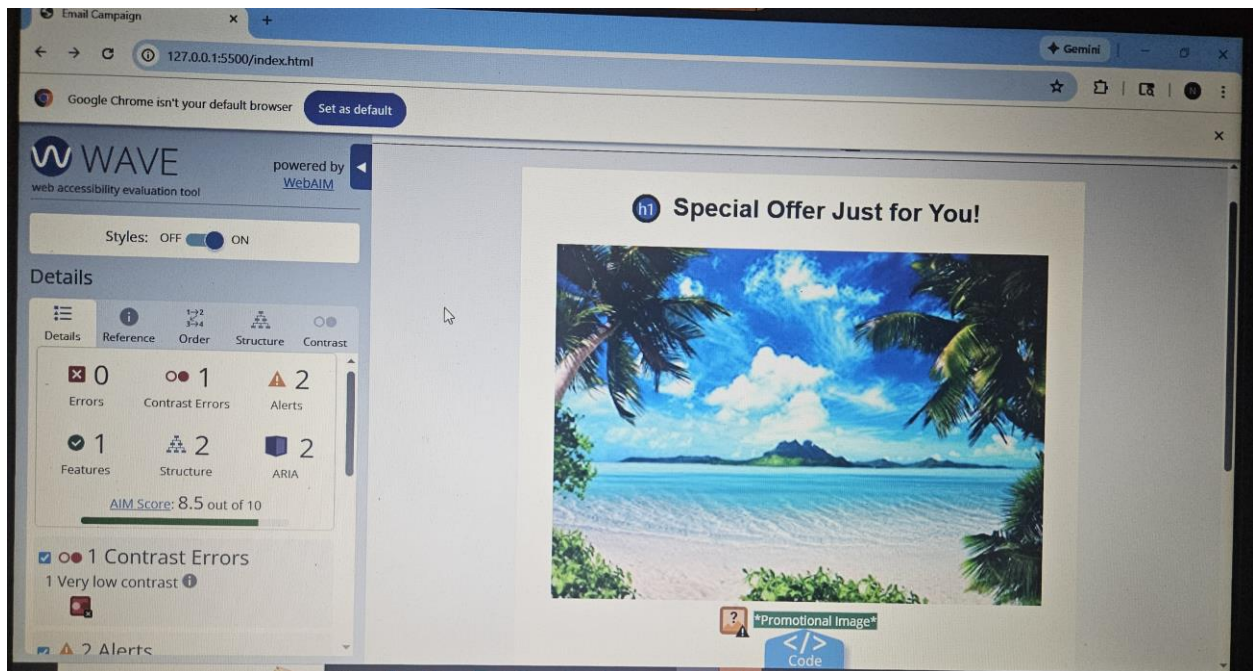 Email Campaign
Gemini
127.0.0.1:5500/index.html
Google Chrome isn't your default browser Set as default
N
WAVE
web accessibility evaluation tool
powered by
WebAIM
Styles: OFF ON
Details
Details Reference Order Structure Contrast
0 1 2
Errors Contrast Errors Alerts
1 2 2
Features Structure ARIA
AIM Score: 8.5 out of 10
1 Contrast Errors
1 Very low contrast
2 Alerts
h1 Special Offer Just for You!
*Promotional Image*
</>
Code